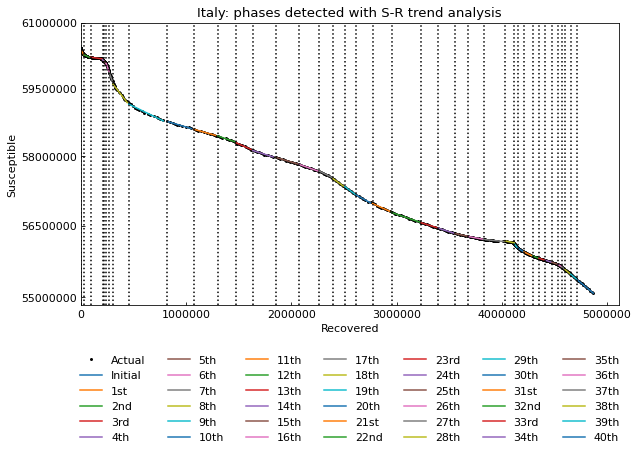 Italy: phases detected with S-R trend analysis
61000000
59500000
58000000
56500000
55000000
Susceptible
0 1000000 2000000 3000000 4000000 5000000
Recovered
Actual 5th 11th 17th 23rd 29th 35th
Initial 6th 12th 18th 24th 30th 36th
1st 7th 13th 19th 25th 31st 37th
2nd 8th 14th 20th 26th 32nd 38th
3rd 9th 15th 21st 27th 33rd 39th
4th 10th 16th 22nd 28th 34th 40th